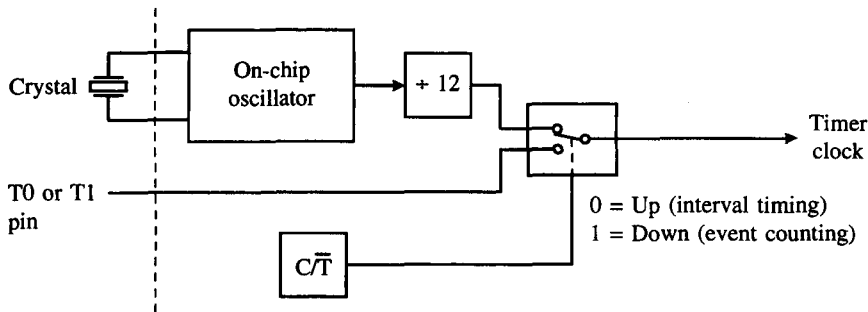 Crystal
On-chip
oscillator
÷ 12
Timer
clock
T0 or T1
pin
0 = Up (interval timing)
1 = Down (event counting)
C/T̅